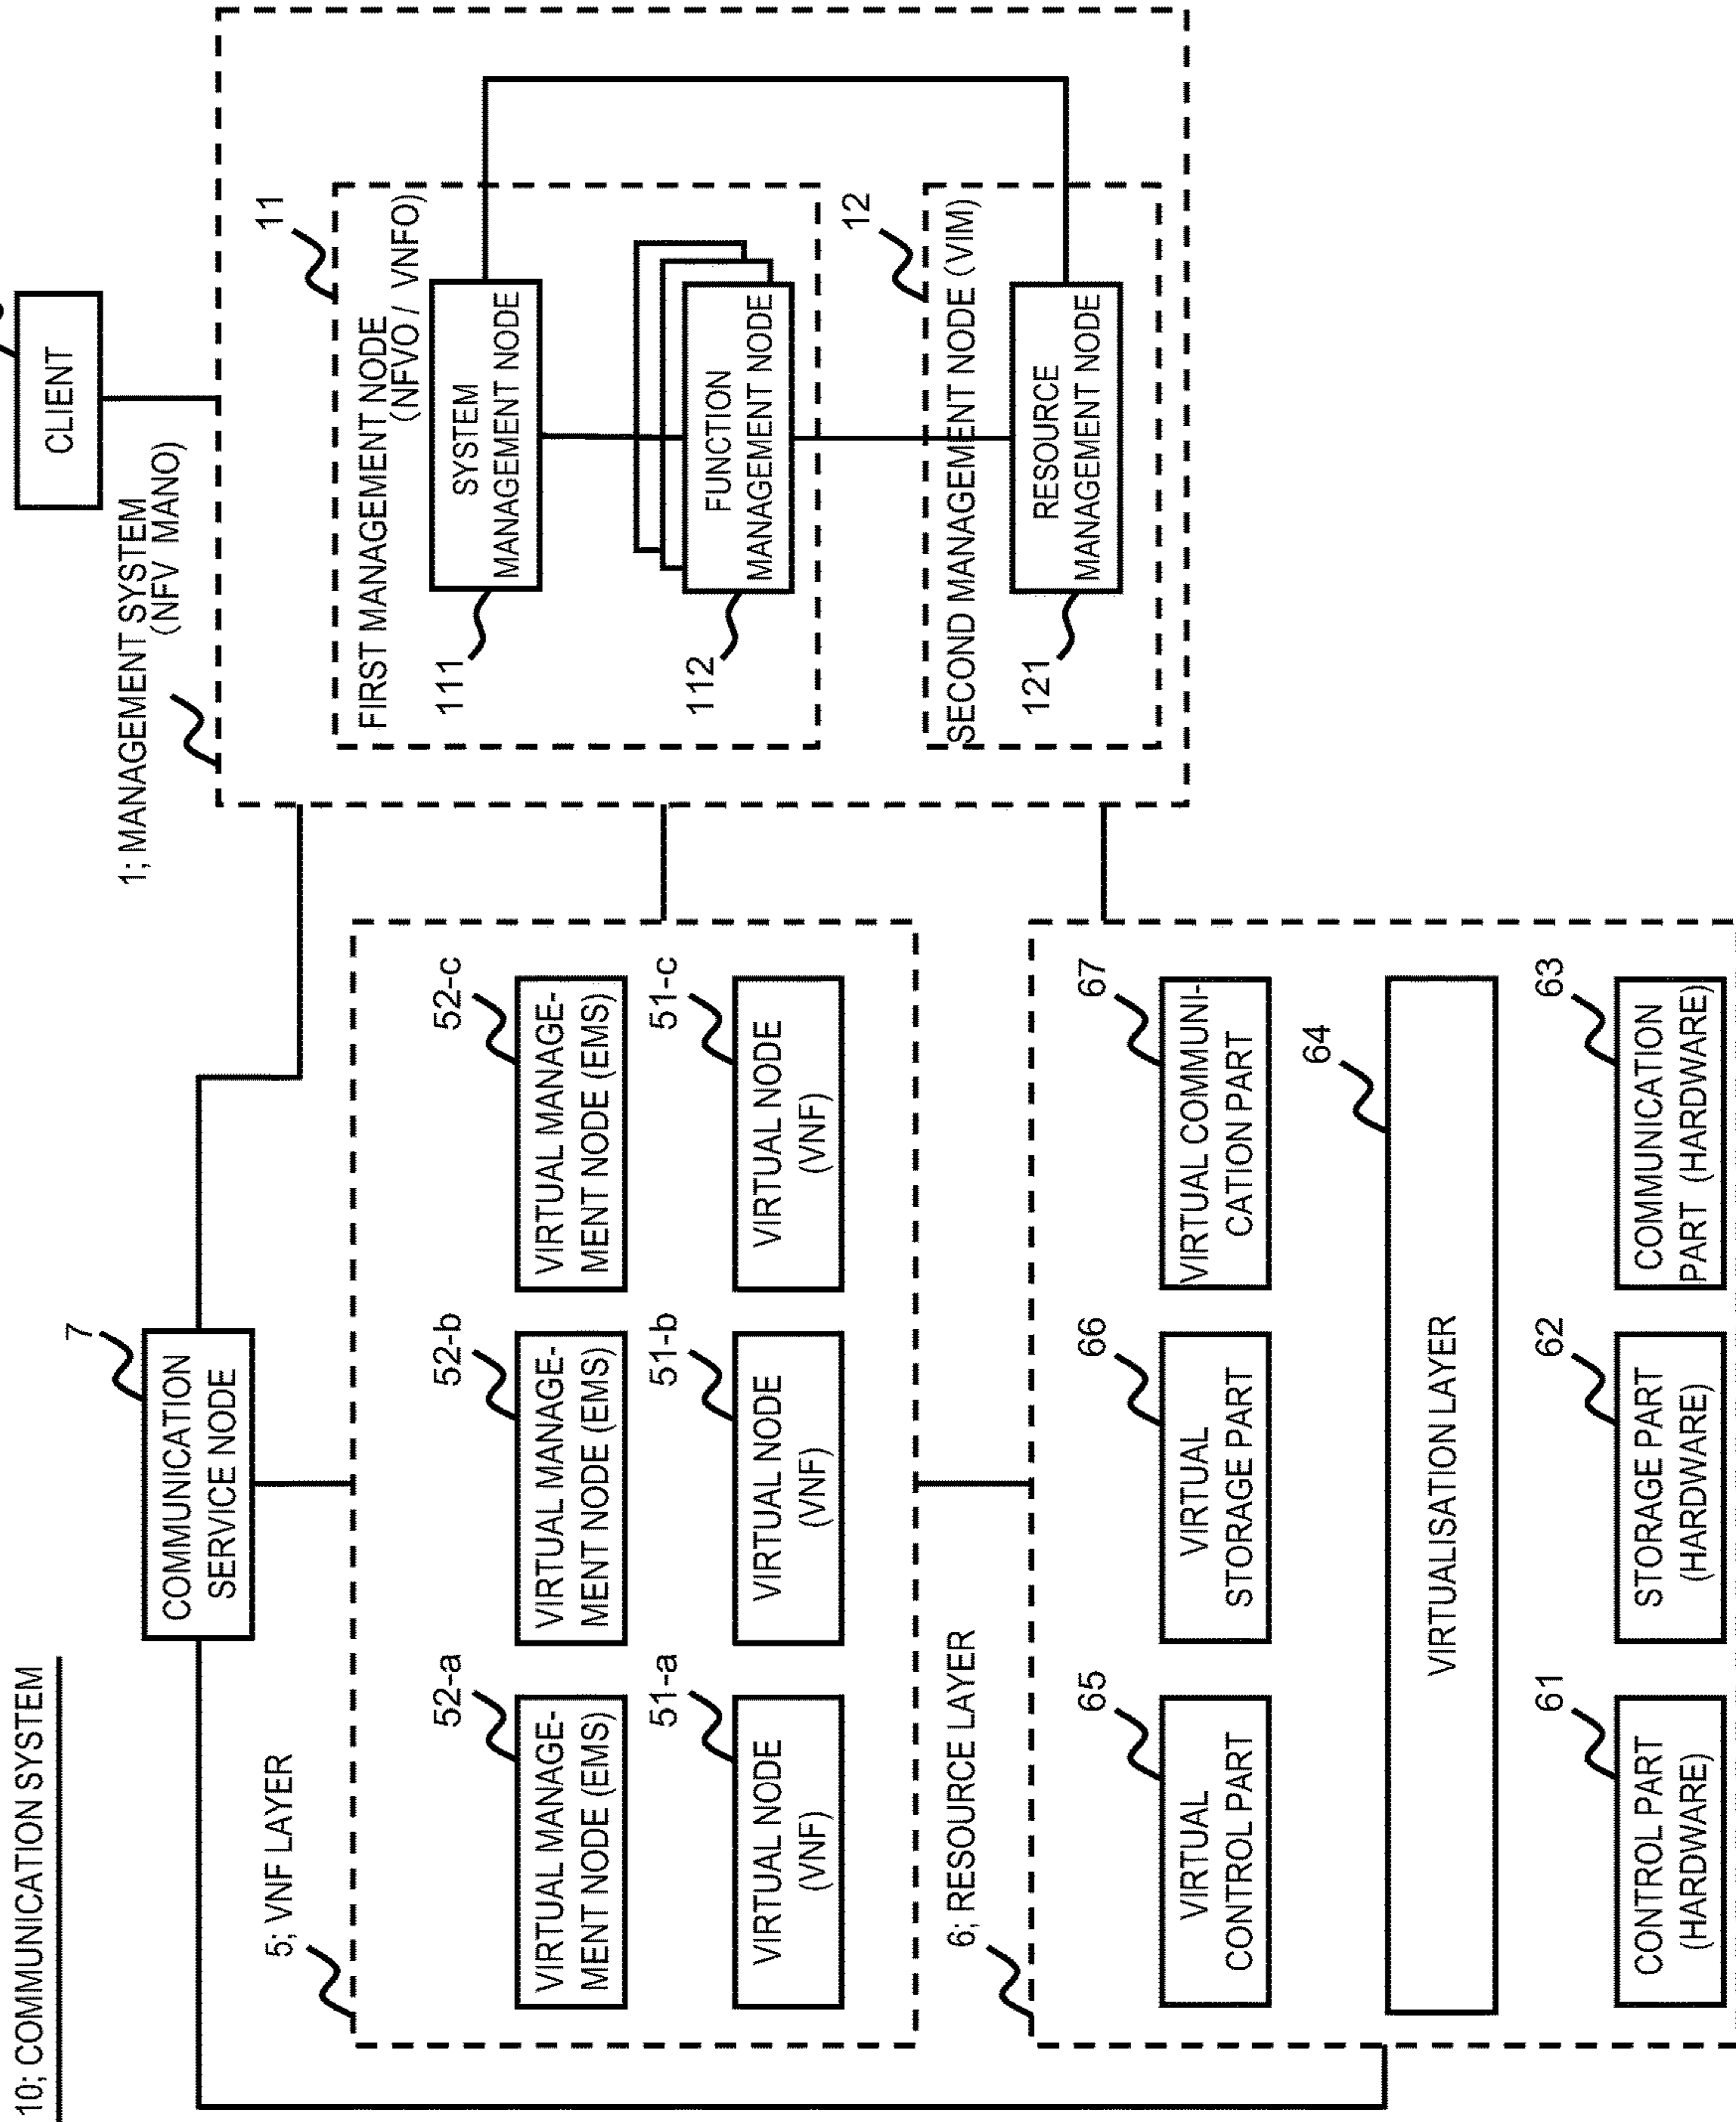 10; COMMUNICATION SYSTEM
7
COMMUNICATION
SERVICE NODE
CLIENT
1; MANAGEMENT SYSTEM
(NFV MANO)
5; VNF LAYER
52-a
VIRTUAL MANAGE-
MENT NODE (EMS)
52-b
VIRTUAL MANAGE-
MENT NODE (EMS)
52-c
VIRTUAL MANAGE-
MENT NODE (EMS)
51-a
VIRTUAL NODE
(VNF)
51-b
VIRTUAL NODE
(VNF)
51-c
VIRTUAL NODE
(VNF)
11
FIRST MANAGEMENT NODE
(NFVO / VNFO)
111
SYSTEM
MANAGEMENT NODE
112
FUNCTION
MANAGEMENT NODE
12
SECOND MANAGEMENT NODE (VIM)
121
RESOURCE
MANAGEMENT NODE
6; RESOURCE LAYER
65
VIRTUAL
CONTROL PART
66
VIRTUAL
STORAGE PART
67
VIRTUAL COMMUNI-
CATION PART
64
VIRTUALISATION LAYER
61
CONTROL PART
(HARDWARE)
62
STORAGE PART
(HARDWARE)
63
COMMUNICATION
PART (HARDWARE)